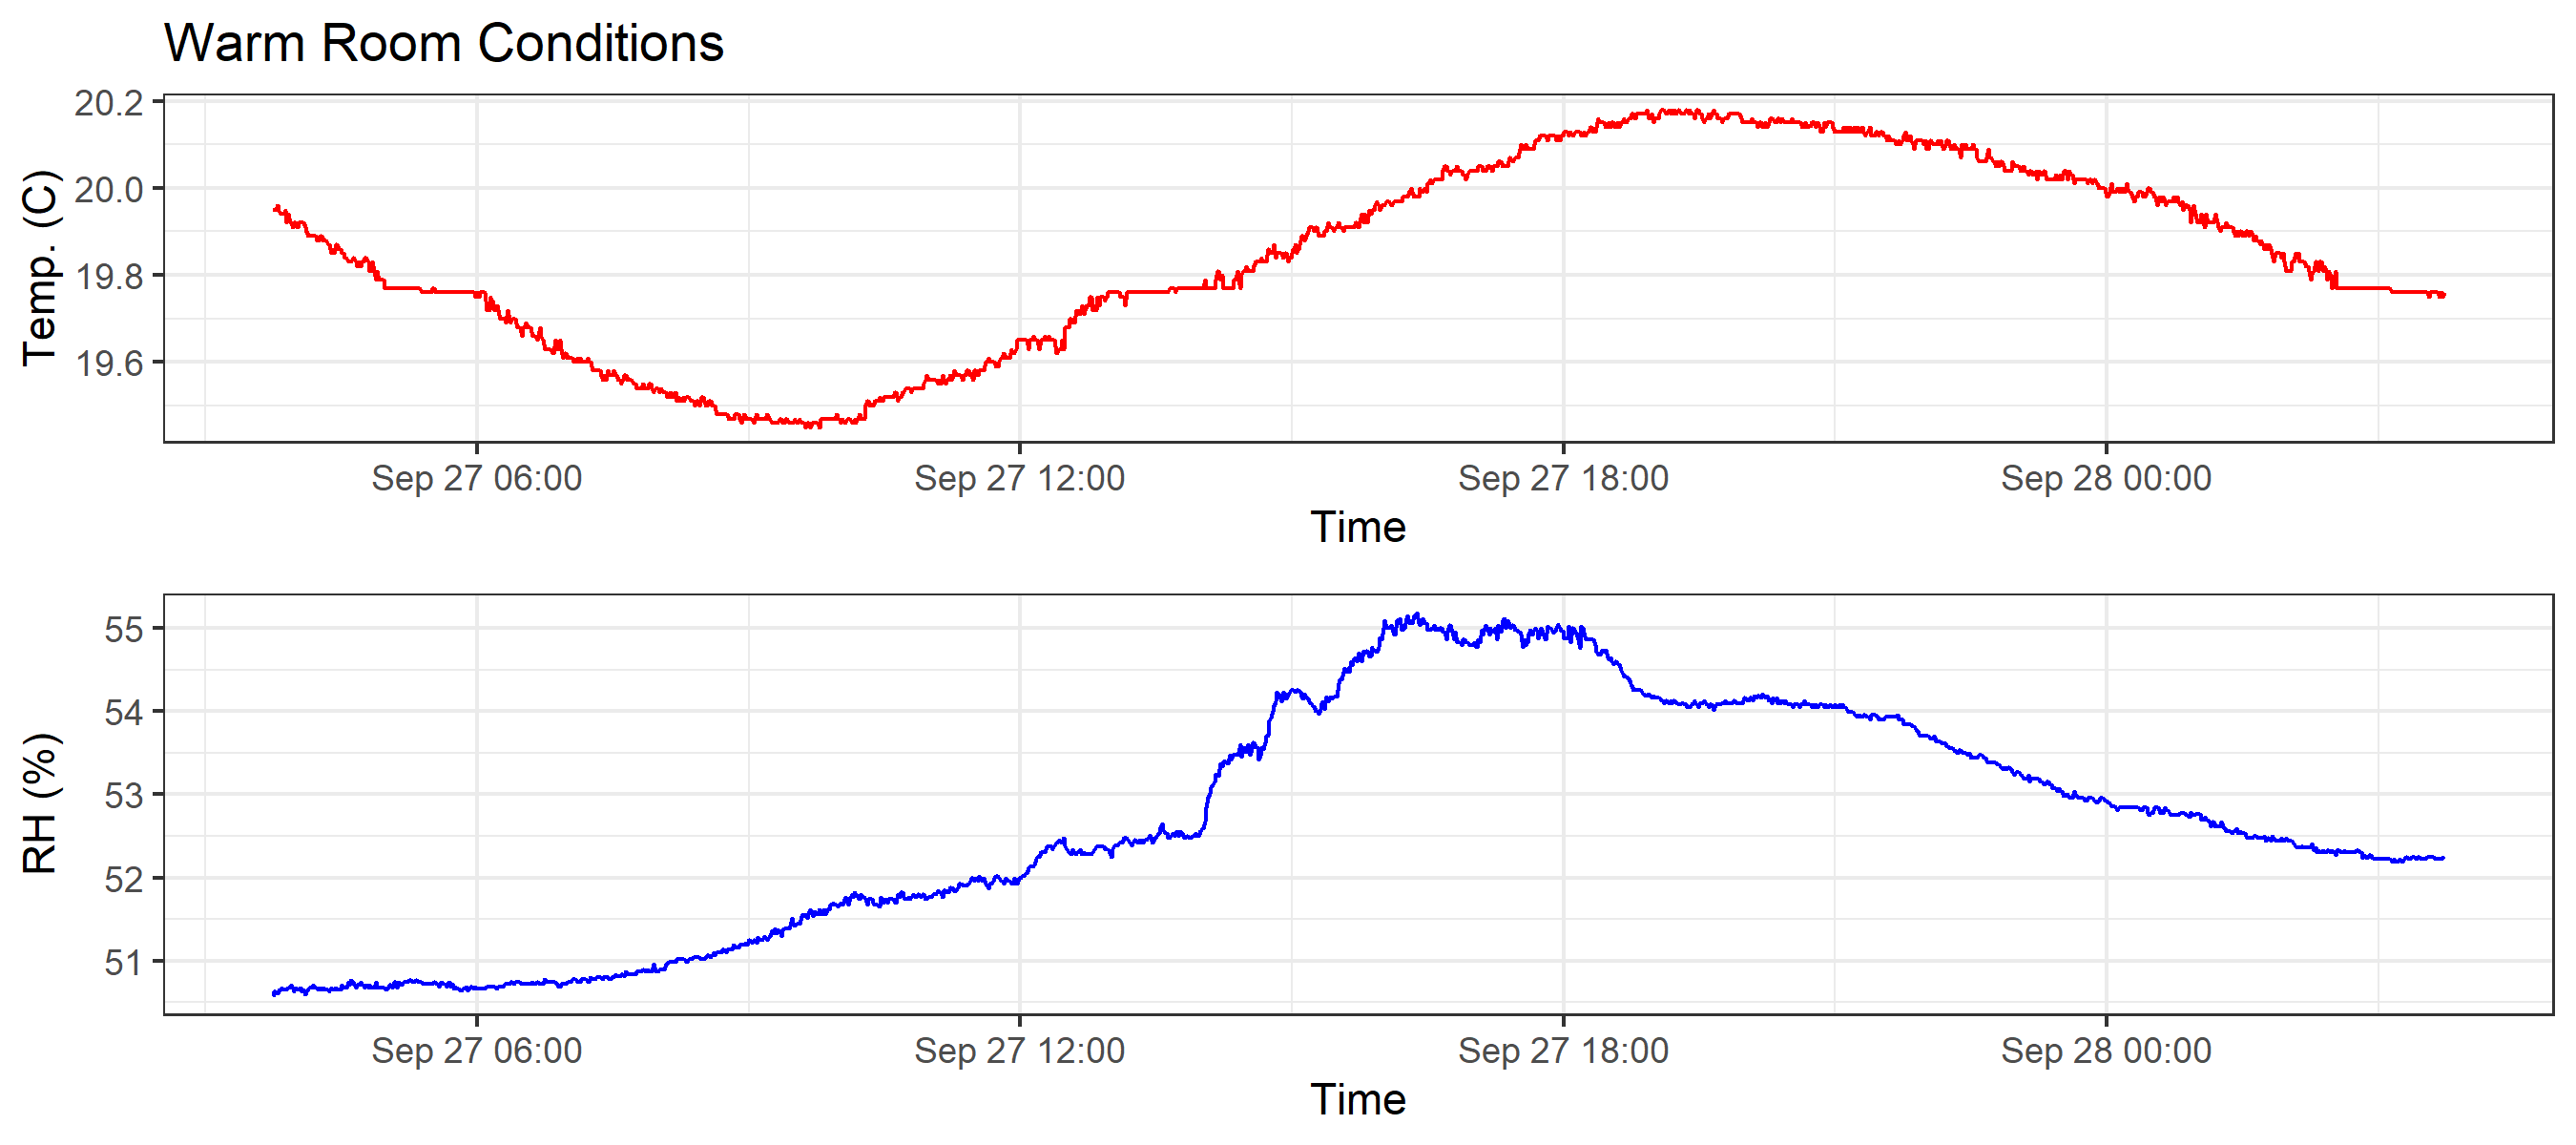 Warm Room Conditions
20.2
20.0
19.8
19.6
Temp. (C)
Sep 27 06:00 Sep 27 12:00 Sep 27 18:00 Sep 28 00:00
Time
55
54
53
52
51
RH (%)
Sep 27 06:00 Sep 27 12:00 Sep 27 18:00 Sep 28 00:00
Time